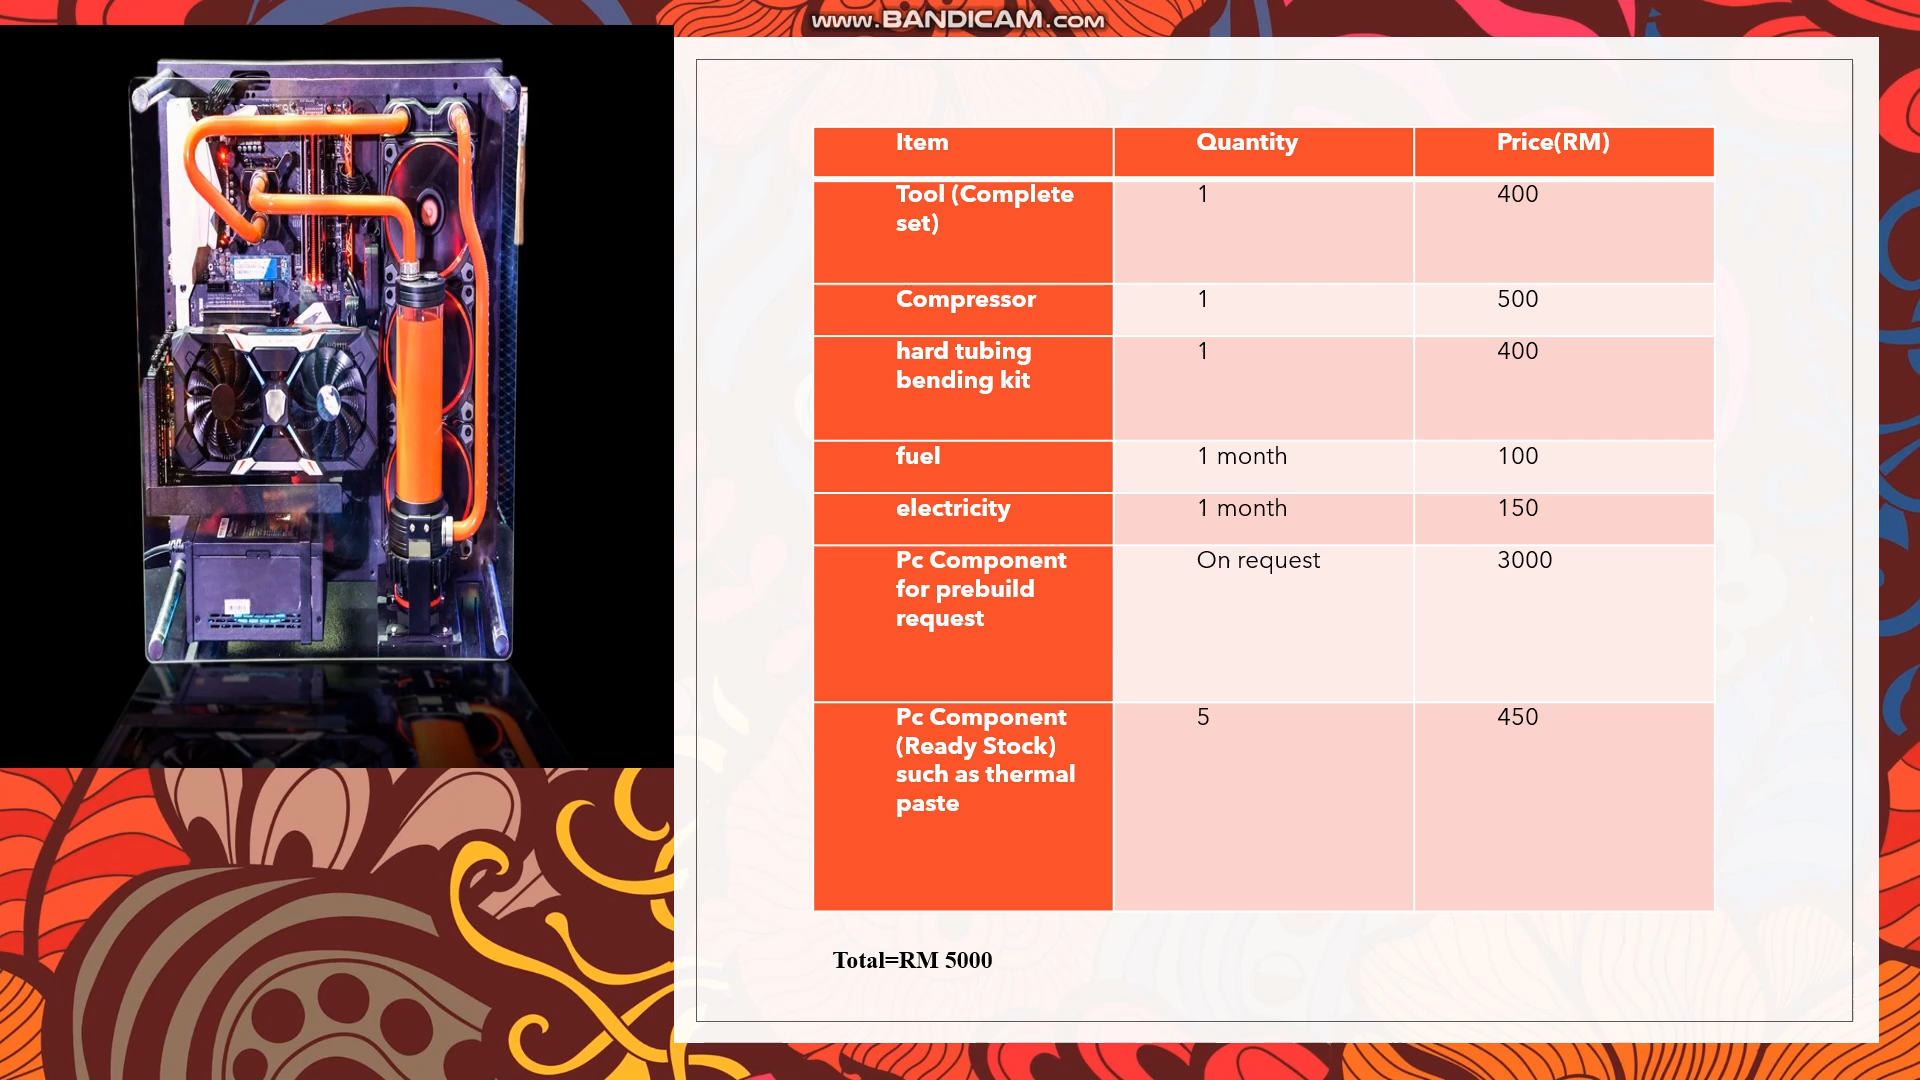 www.BANDICAM.com
Item Quantity Price(RM)
Tool (Complete 1 400
set)
Compressor 1 500
hard tubing 1 400
bending kit
fuel 1 month 100
electricity 1 month 150
Pc Component On request 3000
for prebuild
request
Pc Component 5 450
(Ready Stock)
such as thermal
paste
Total=RM 5000